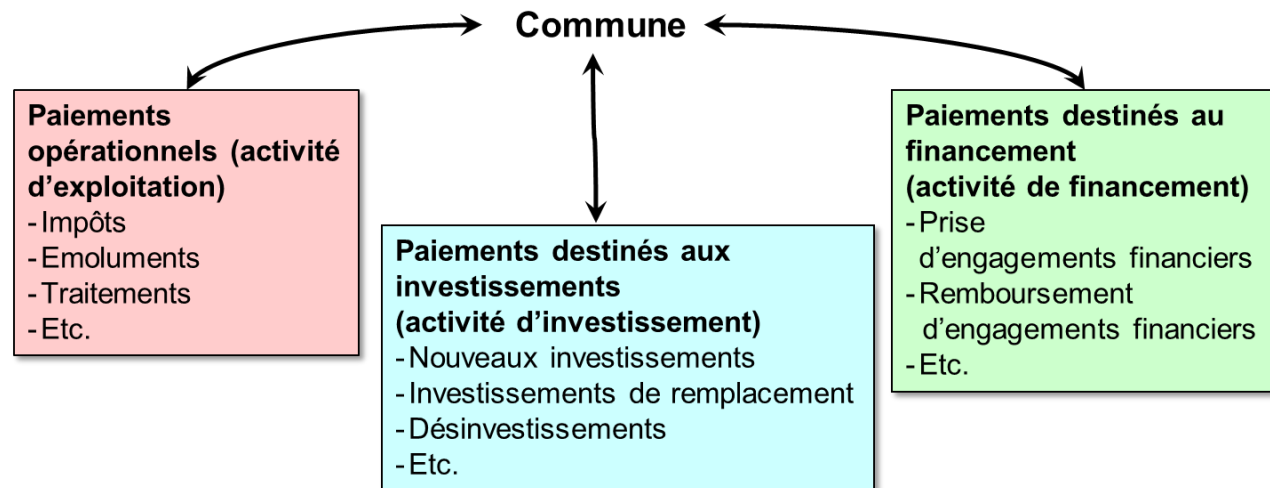 Commune
Paiements
opérationnels (activité
d'exploitation)
-Impôts
-Emoluments
-Traitements
-Etc.
Paiements destinés aux
investissements
(activité d'investissement)
-Nouveaux investissements
-Investissements de remplacement
-Désinvestissements
-Etc.
Paiements destinés au
financement
(activité de financement)
-Prise
d'engagements financiers
-Remboursement
d'engagements financiers
-Etc.